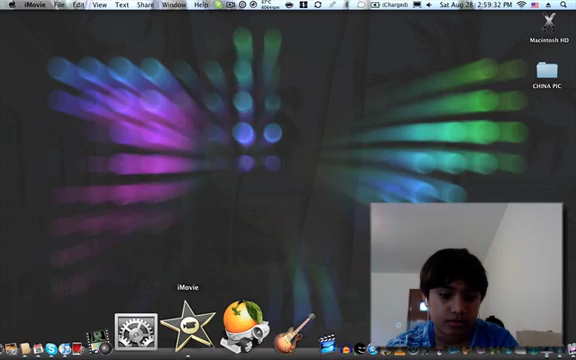 iMovie File Edit View Text Share Window Help
(Charged) Sat Aug 28 2:59:32 PM
Macintosh HD
CHINA PIC
iMovie